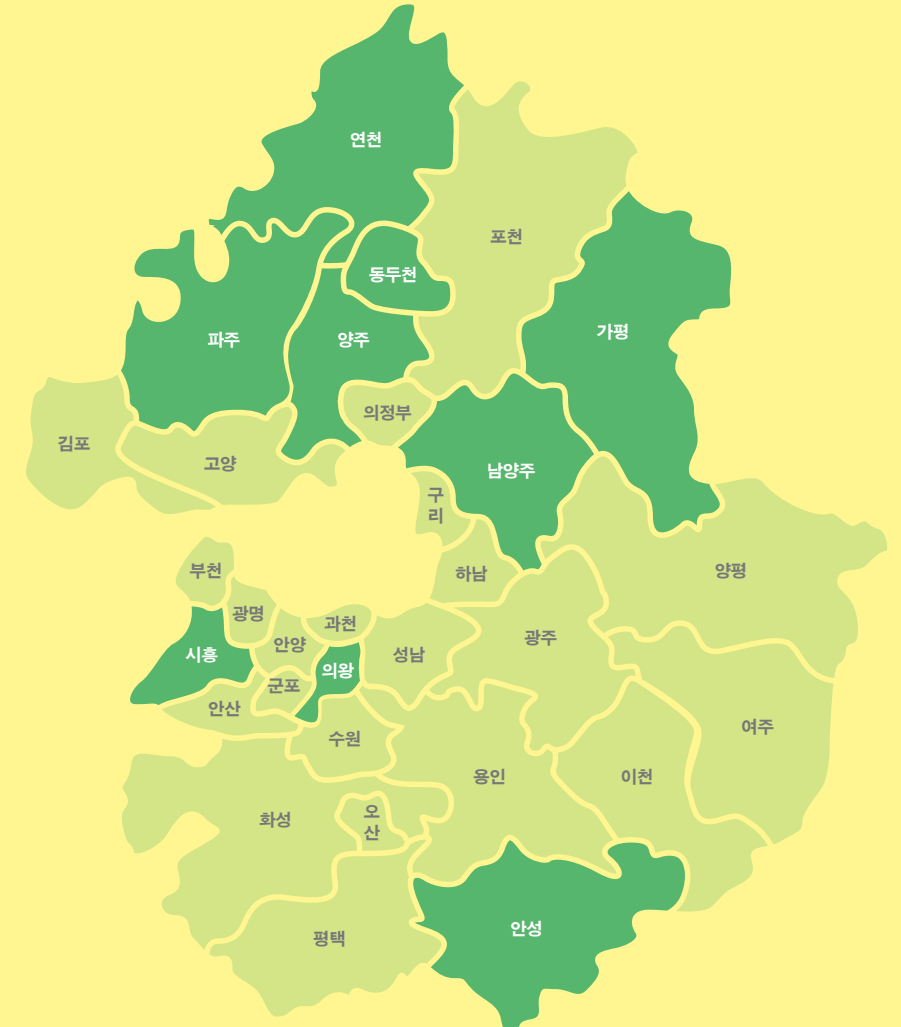 연천
포천
동두천
가평
파주
양주
의정부
김포
고양
남양주
구
리
부천
하남
양평
광명
과천
안양
광주
시흥
성남
의왕
군포
안산
여주
수원
용인
이천
오
산
화성
안성
평택